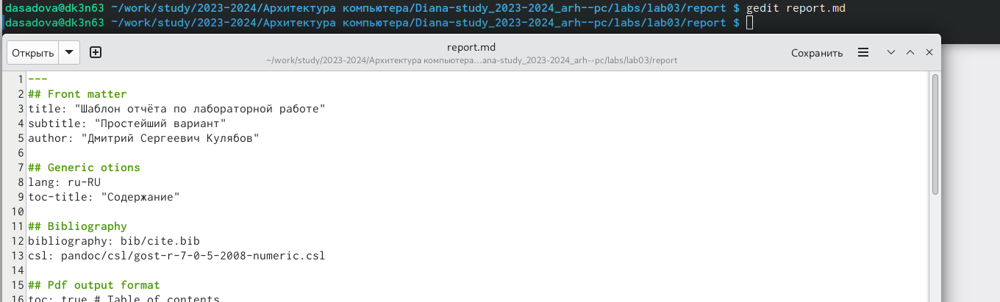 dasadova@dk3n63 ~/work/study/2023-2024/Архитектура компьютера/Diana-study_2023-2024_arh--pc/labs/lab03/report $ gedit report.md
dasadova@dk3n63 ~/work/study/2023-2024/Архитектура компьютера/Diana-study_2023-2024_arh--pc/labs/lab03/report $
Открыть
report.md
~/work/study/2023-2024/Архитектура компьютера...ana-study_2023-2024_arh--pc/labs/lab03/report
Сохранить
1 ---
2 ## Front matter
3 title: "Шаблон отчёта по лабораторной работе"
4 subtitle: "Простейший вариант"
5 author: "Дмитрий Сергеевич Кулябов"
6
7 ## Generic otions
8 lang: ru-RU
9 toc-title: "Содержание"
10
11 ## Bibliography
12 bibliography: bib/cite.bib
13 csl: pandoc/csl/gost-r-7-0-5-2008-numeric.csl
14
15 ## Pdf output format
16 toc: true # Table of contents